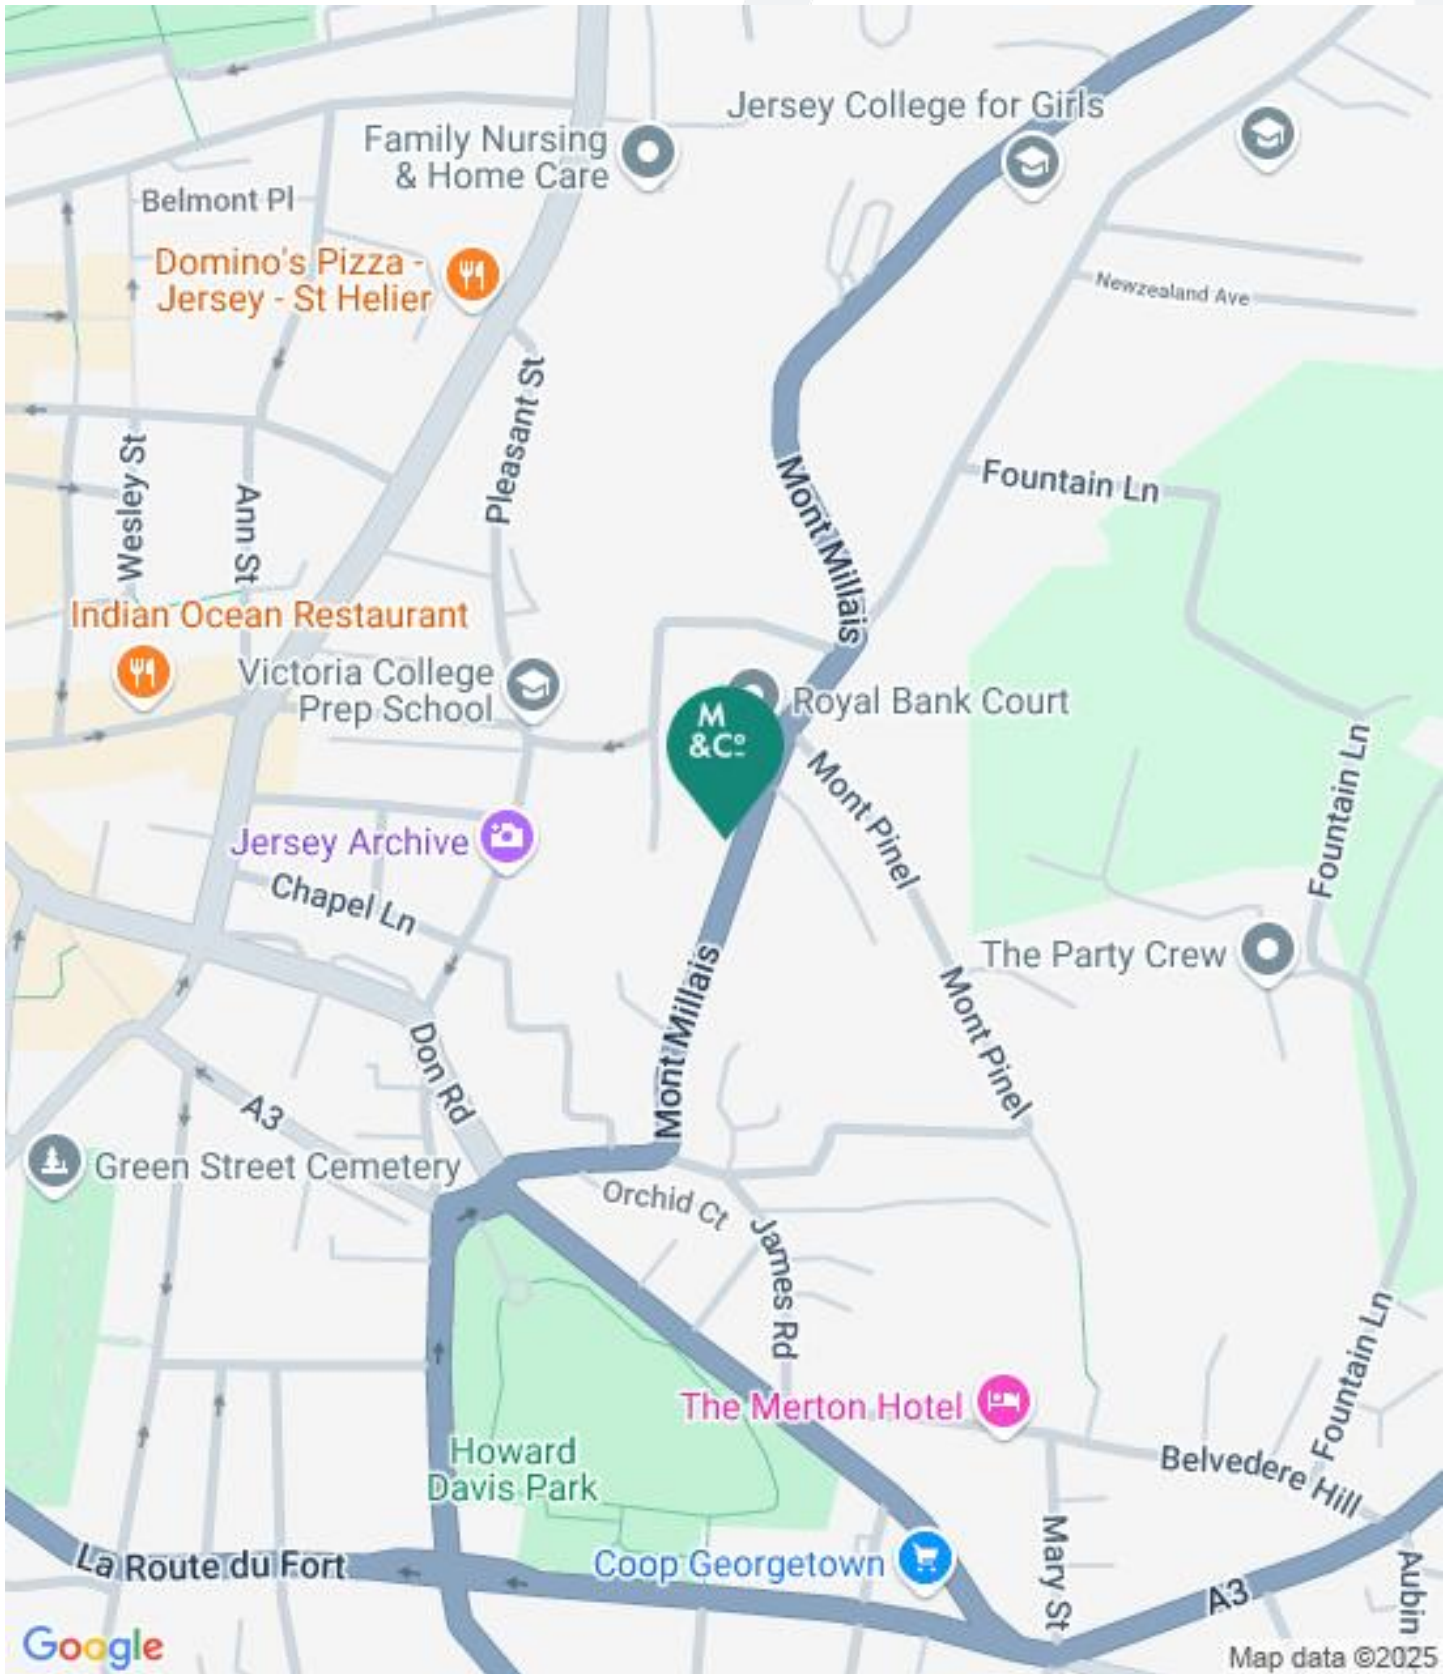 Jersey College for Girls
Family Nursing
& Home Care
Belmont Pl
Domino's Pizza -
Jersey - St Helier
Newzealand Ave
Pleasant St
Wesley St
Ann St
Mont Millais
Fountain Ln
Indian Ocean Restaurant
Victoria College
Prep School
Royal Bank Court
M
&Cº
Mont Pinel
Fountain Ln
Jersey Archive
Chapel Ln
The Party Crew
Mont Millais
Mont Pinel
Don Rd
A3
Green Street Cemetery
Orchid Ct
James Rd
Fountain Ln
The Merton Hotel
Howard
Davis Park
Belvedere Hill
La Route du Fort
Coop Georgetown
Mary St
A3
Aubin
Google
Map data ©2025